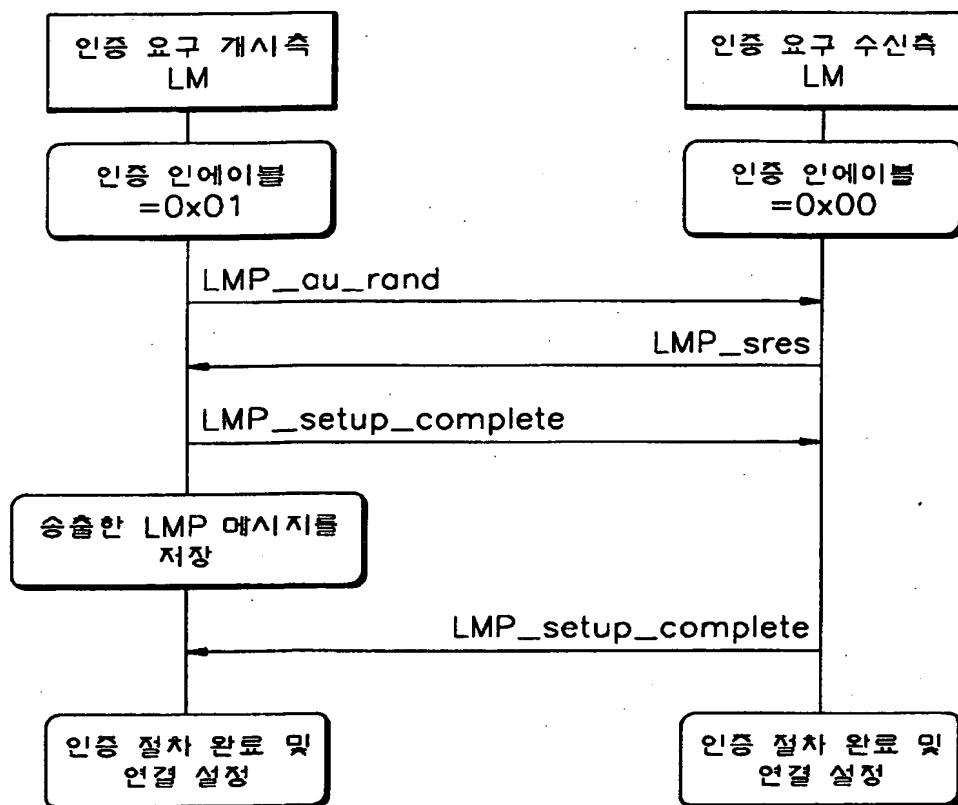 인증 요구 개시측
LM
인증 요구 수신측
LM
인증 인에이블
=0x01
인증 인에이블
=0x00
LMP_au_rand
LMP_sres
LMP_setup_complete
송출한 LMP 메시지를
저장
LMP_setup_complete
인증 절차 완료 및
연결 설정
인증 절차 완료 및
연결 설정